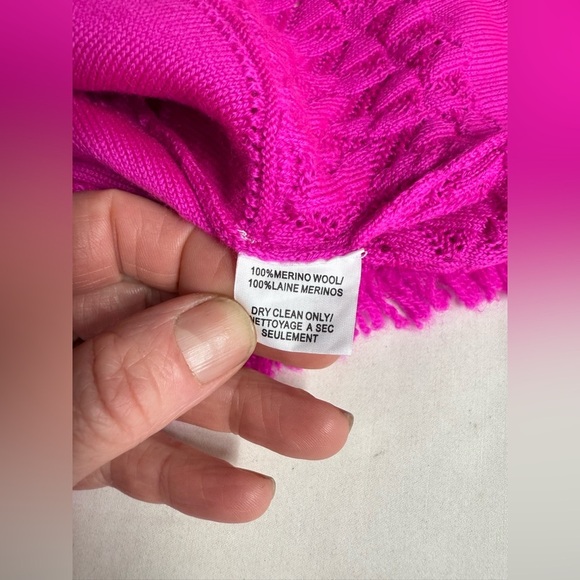 100%MERINO WOOL/
100%LAINE MERINOS
DRY CLEAN ONLY/
NETTOYAGE A SEC
SEULEMENT